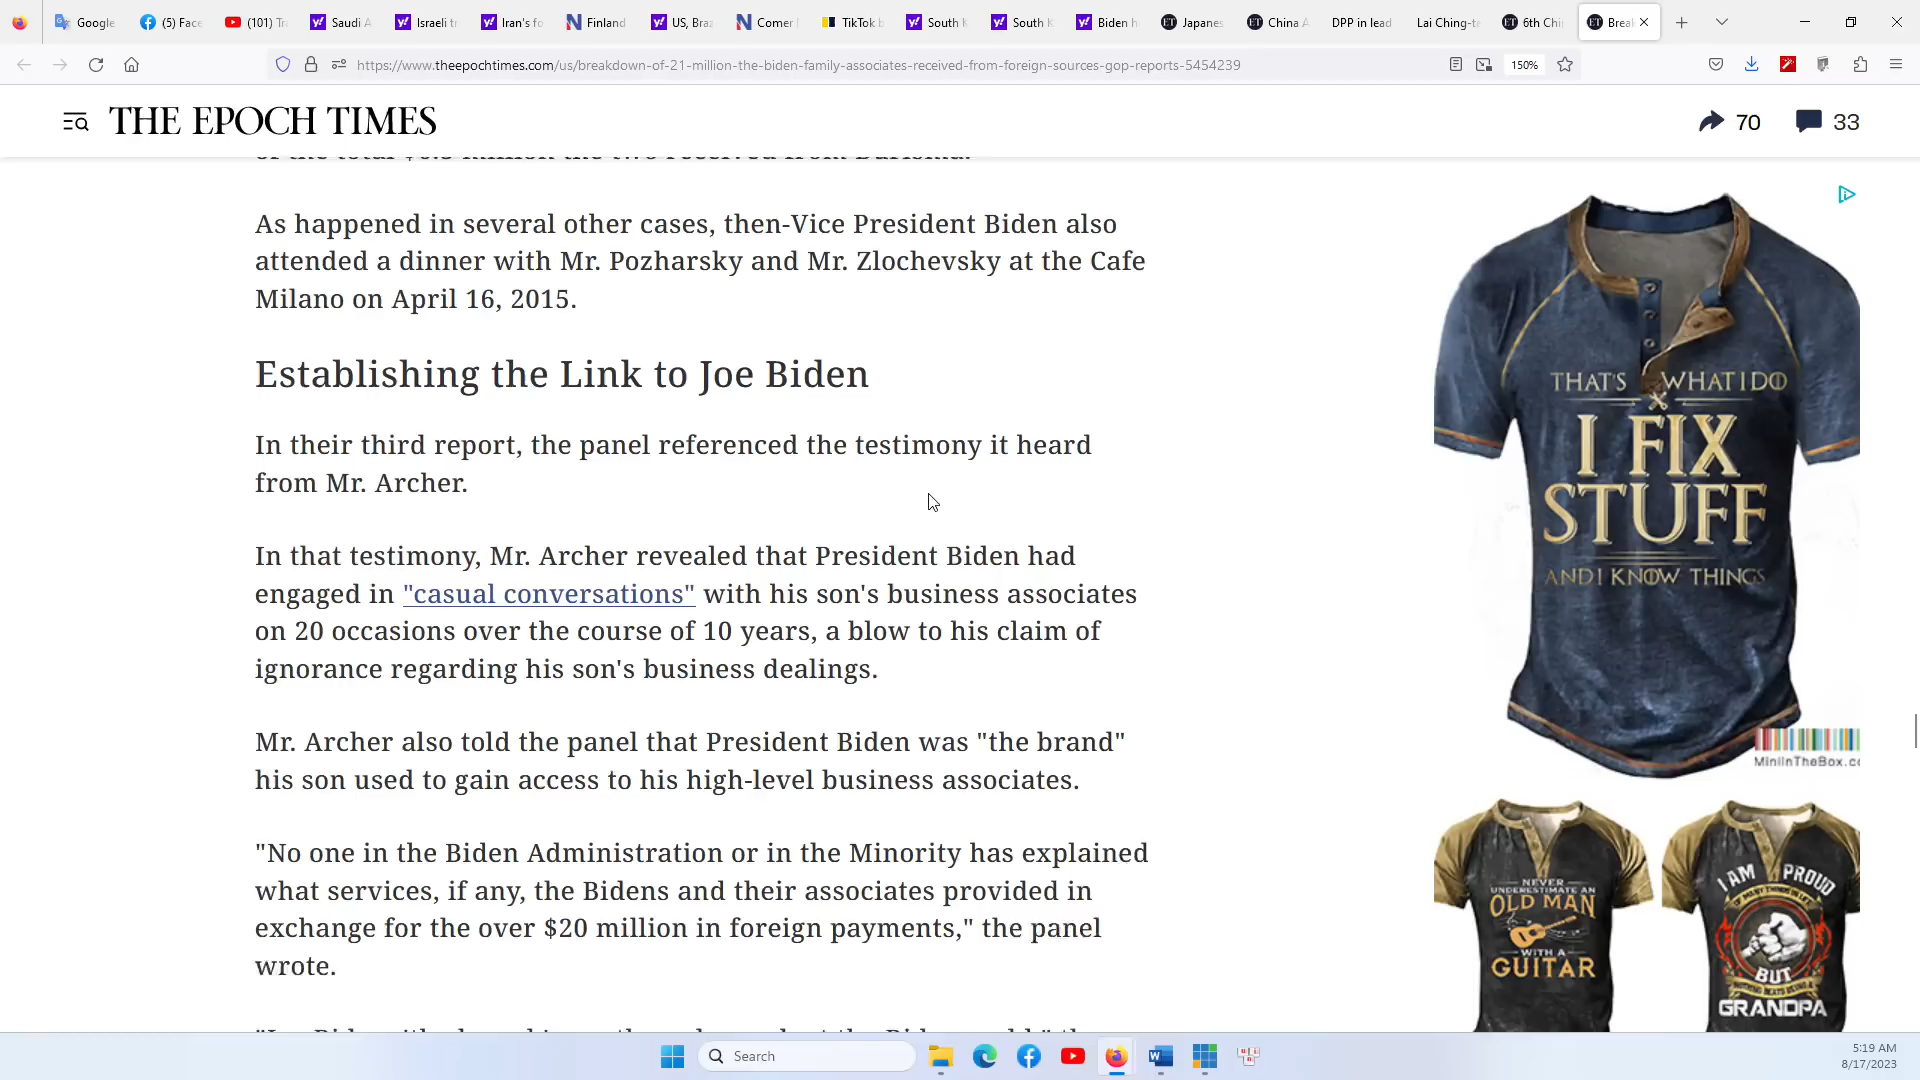 Google
(5) Face
(101) Tr
Saudi A
Israeli tr
Iran's fo
Finland
US, Braz
Comer
TikTok b
South K
South K
Biden h
Japanes
China A
DPP in lead
Lai Ching-te
6th Chi
Break
https://www.theepochtimes.com/us/breakdown-of-21-million-the-biden-family-associates-received-from-foreign-sources-gop-reports-5454239
150%
THE EPOCH TIMES
70
33
As happened in several other cases, then-Vice President Biden also
attended a dinner with Mr. Pozharsky and Mr. Zlochevsky at the Cafe
Milano on April 16, 2015.
Establishing the Link to Joe Biden
In their third report, the panel referenced the testimony it heard
from Mr. Archer.
In that testimony, Mr. Archer revealed that President Biden had
engaged in "casual conversations" with his son's business associates
on 20 occasions over the course of 10 years, a blow to his claim of
ignorance regarding his son's business dealings.
Mr. Archer also told the panel that President Biden was "the brand"
his son used to gain access to his high-level business associates.
"No one in the Biden Administration or in the Minority has explained
what services, if any, the Bidens and their associates provided in
exchange for the over $20 million in foreign payments," the panel
wrote.
THAT'S WHAT I DO
I FIX
STUFF
AND I KNOW THINGS
MiniInTheBox.co
NEVER
UNDERESTIMATE AN
OLD MAN
WITH A
GUITAR
I AM PROUD
BUT
GRANDPA
Search
5:19 AM
8/17/2023